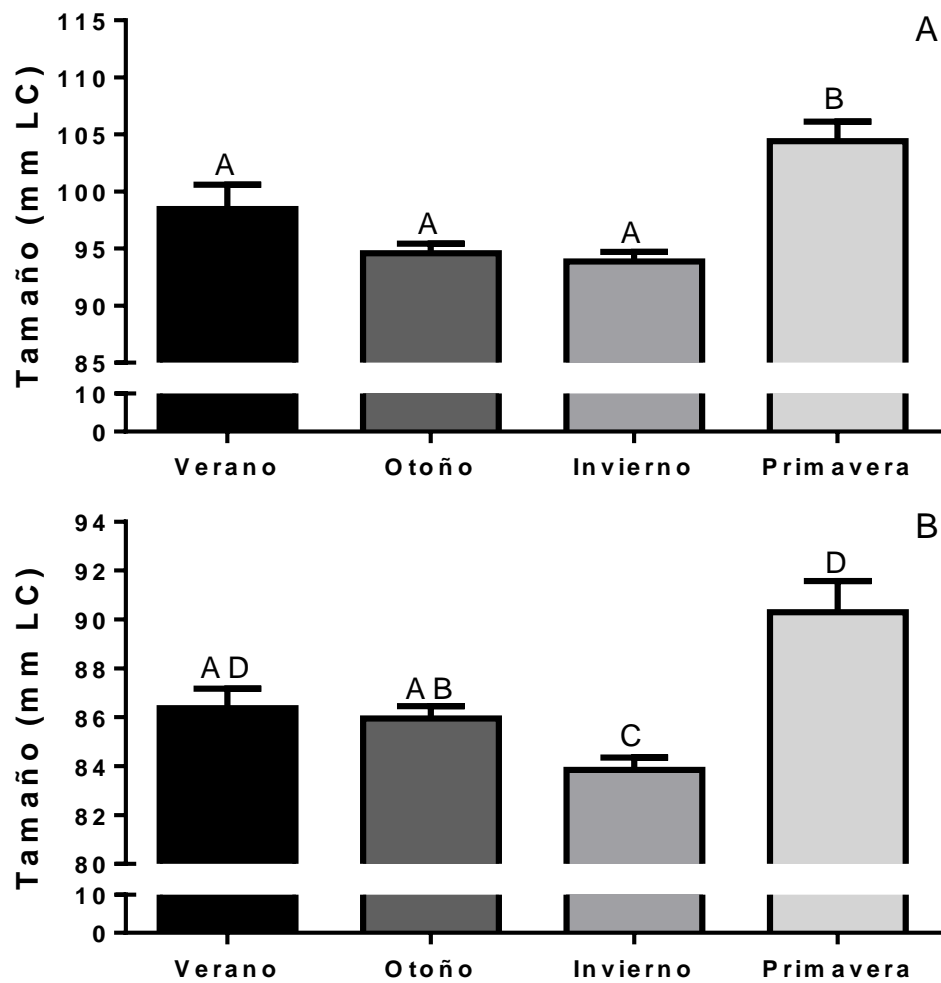 A
Tamaño (mm LC)
115
110
105
100
95
90
85
10
0
A
A
A
B
Verano
Otoño
Invierno
Primavera
B
Tamaño (mm LC)
94
92
90
88
86
84
82
80
10
0
A D
A B
C
D
Verano
Otoño
Invierno
Primavera